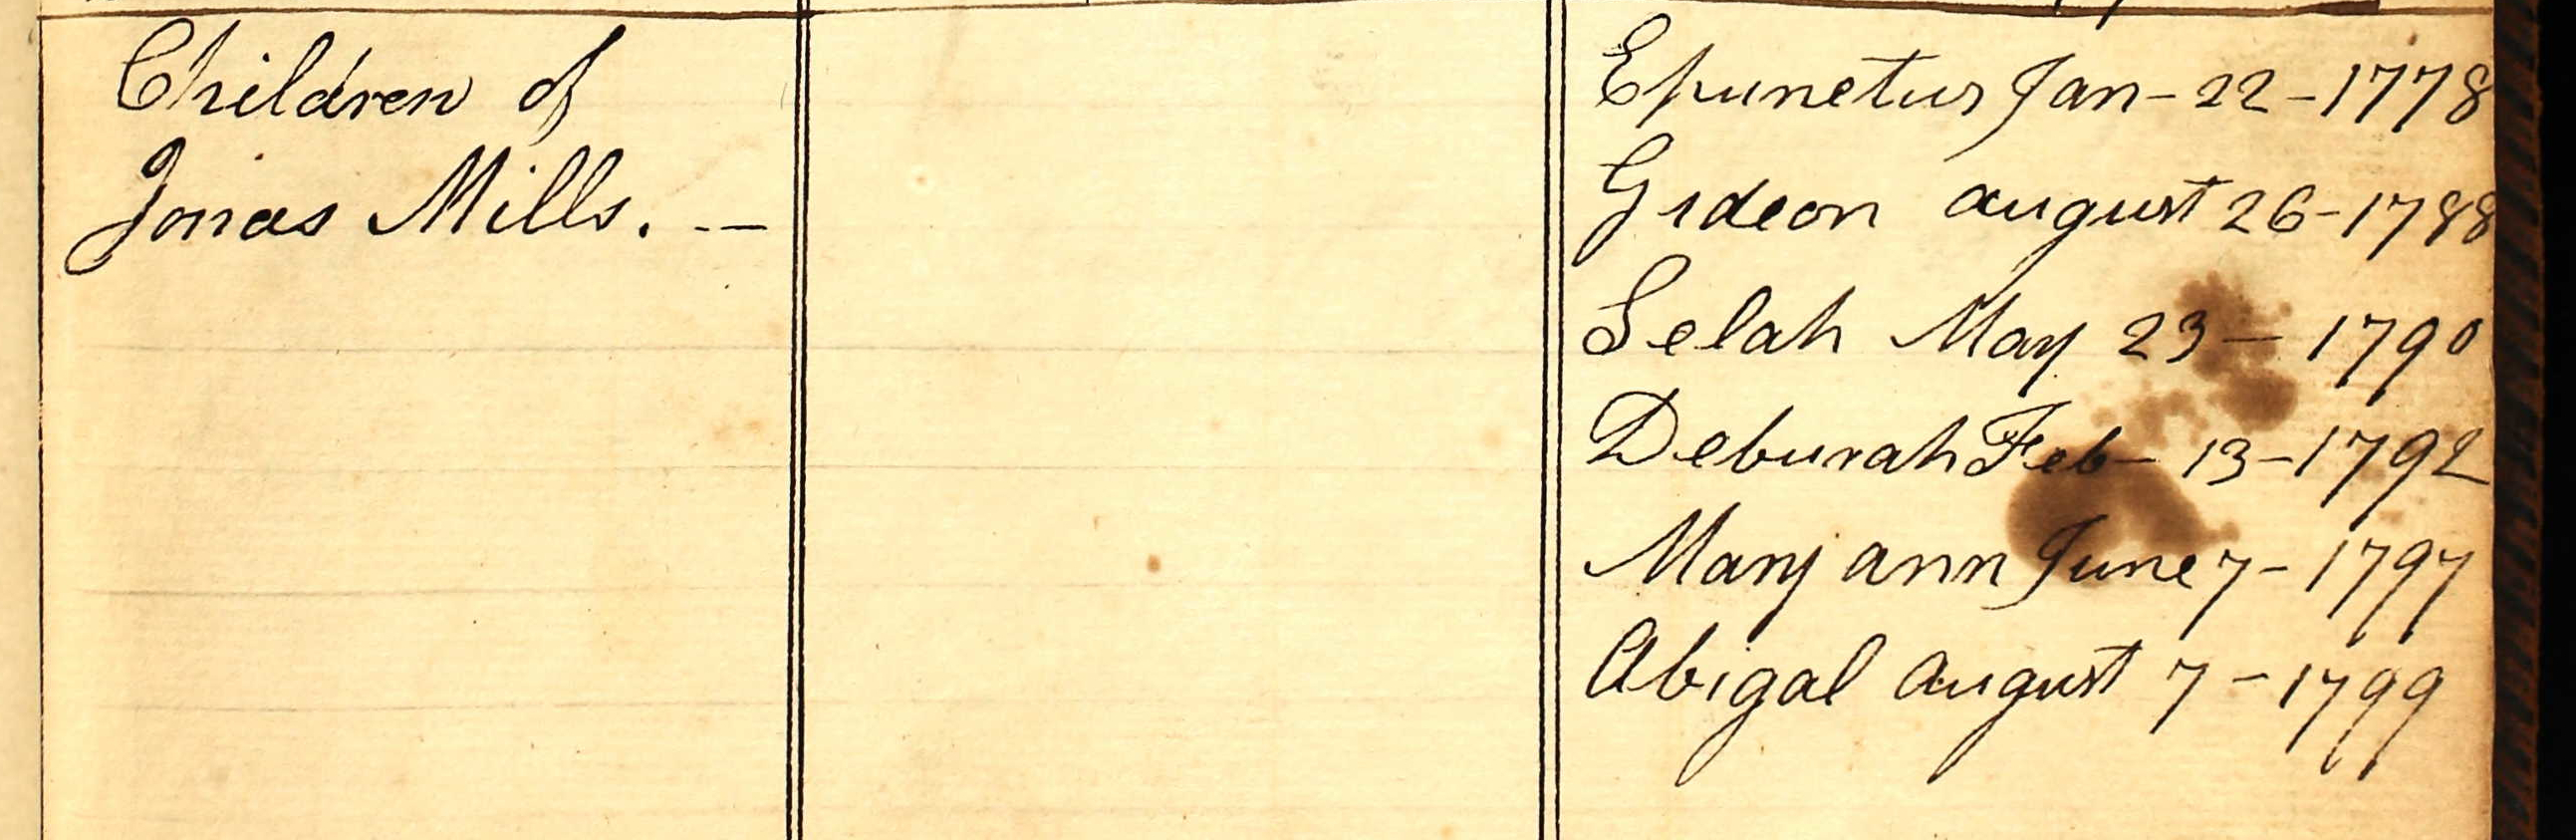 Children of
Jonas Mills. --
Epunetus Jan - 22 - 1778
Gideon august 26 - 1788
Selah May 23 - 1790
Deburah Feb - 13 - 1792
Mary ann June 7 - 1797
Abigal august 7 - 1799